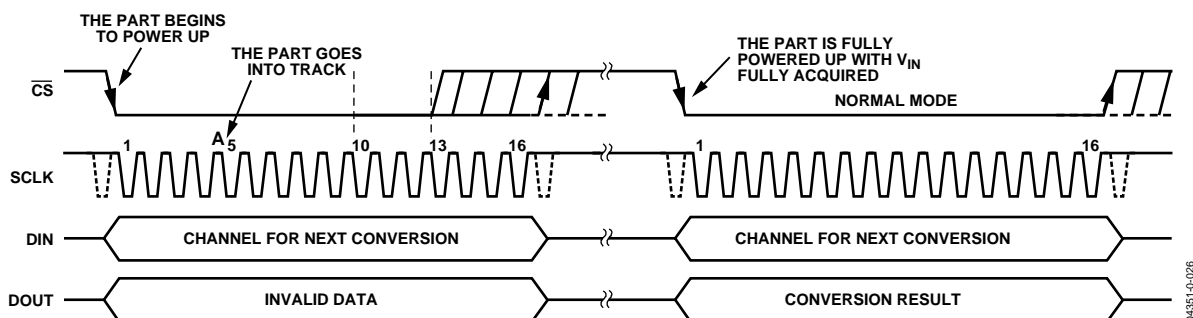 THE PART BEGINS
TO POWER UP
THE PART GOES
INTO TRACK
THE PART IS FULLY
POWERED UP WITH VIN
FULLY ACQUIRED
CS
NORMAL MODE
A
1
5
10
13
16
1
16
SCLK
DIN
CHANNEL FOR NEXT CONVERSION
CHANNEL FOR NEXT CONVERSION
DOUT
INVALID DATA
CONVERSION RESULT
04351-0-026